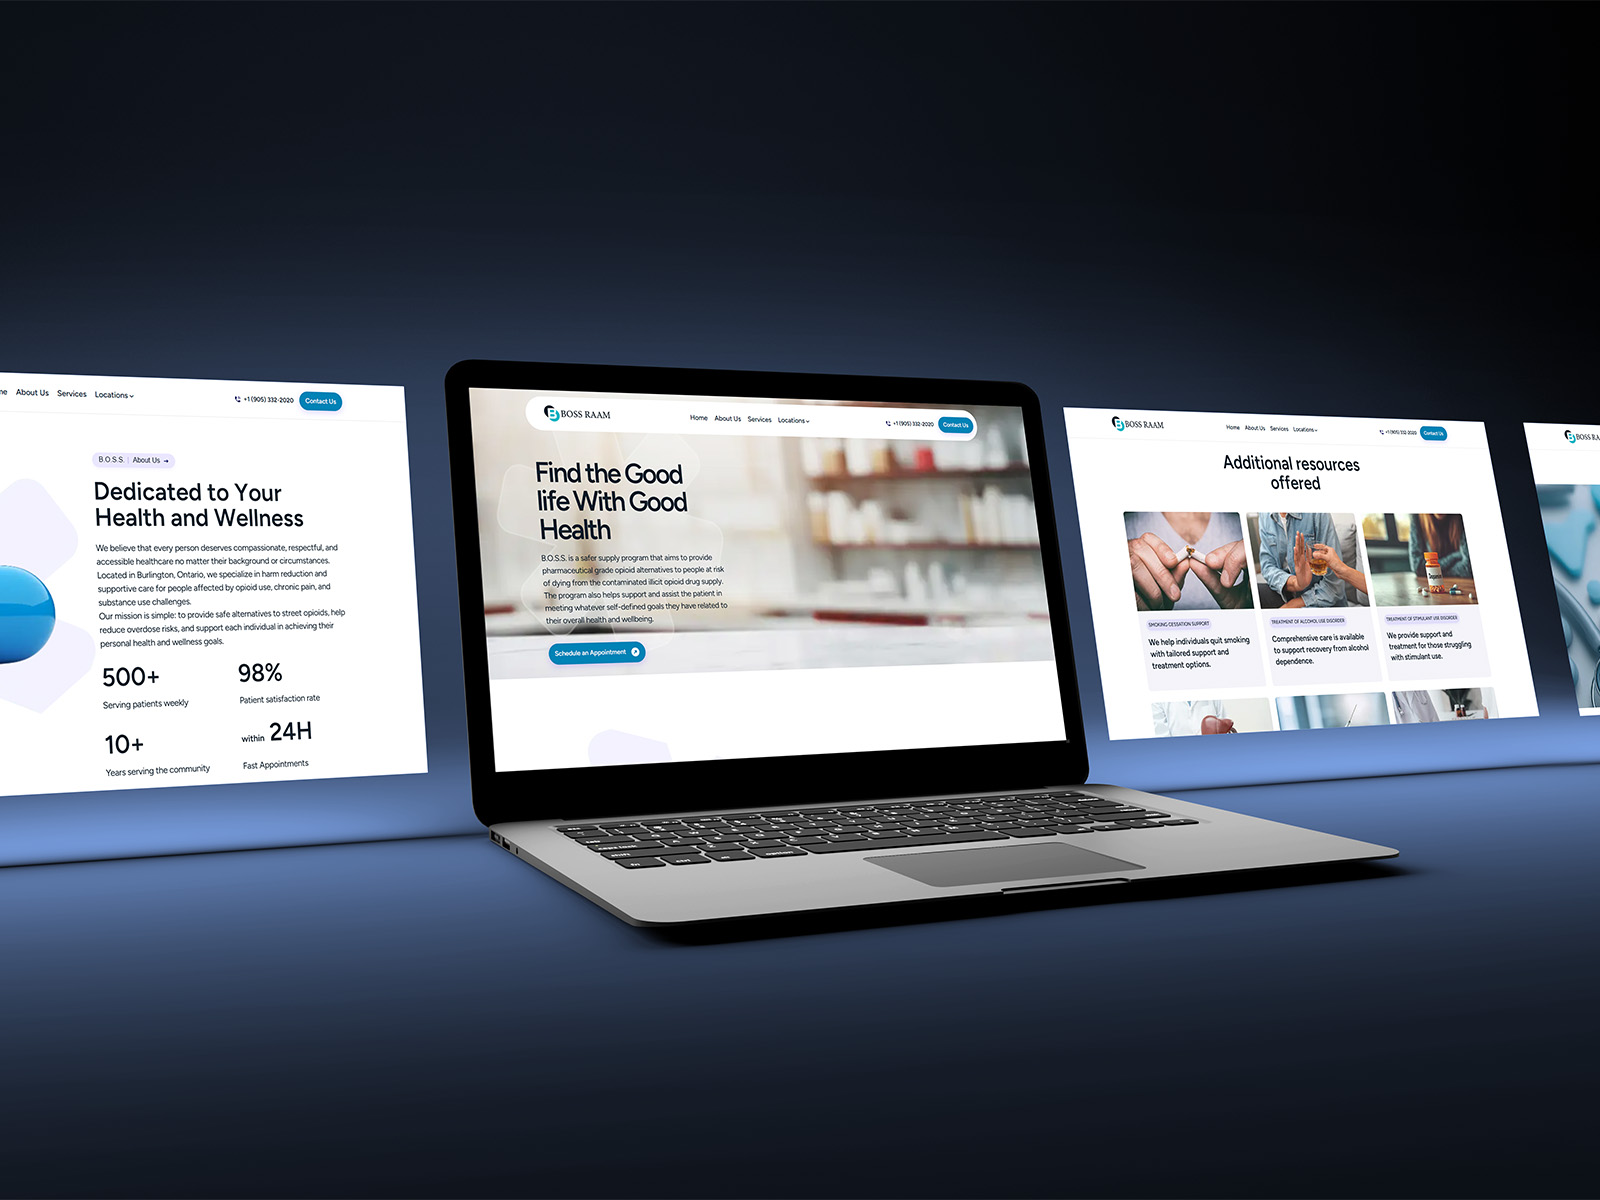 me About Us Services Locations
+1 (905) 332-2020 Contact Us
B.O.S.S. | About Us →
Dedicated to Your
Health and Wellness
We believe that every person deserves compassionate, respectful, and
accessible healthcare no matter their background or circumstances.
Located in Burlington, Ontario, we specialize in harm reduction and
supportive care for people affected by opioid use, chronic pain, and
substance use challenges.
Our mission is simple: to provide safe alternatives to street opioids, help
reduce overdose risks, and support each individual in achieving their
personal health and wellness goals.
500+
Serving patients weekly
98%
Patient satisfaction rate
10+
Years serving the community
within 24H
Fast Appointments
BOSS RAAM
Home About Us Services Locations
+1 (905) 332-2020 Contact Us
Find the Good
life With Good
Health
B.O.S.S. is a safer supply program that aims to provide
pharmaceutical grade opioid alternatives to people at risk
of dying from the contaminated illicit opioid drug supply.
The program also helps support and assist the patient in
meeting whatever self-defined goals they have related to
their overall health and wellbeing.
Schedule an Appointment
BOSS RAAM
Home About Us Services Locations
+1 (905) 332-2020 Contact Us
Additional resources
offered
SMOKING CESSATION SUPPORT
We help individuals quit smoking
with tailored support and
treatment options.
TREATMENT OF ALCOHOL USE DISORDER
Comprehensive care is available
to support recovery from alcohol
dependence.
TREATMENT OF STIMULANT USE DISORDER
We provide support and
treatment for those struggling
with stimulant use.
BOSS RA